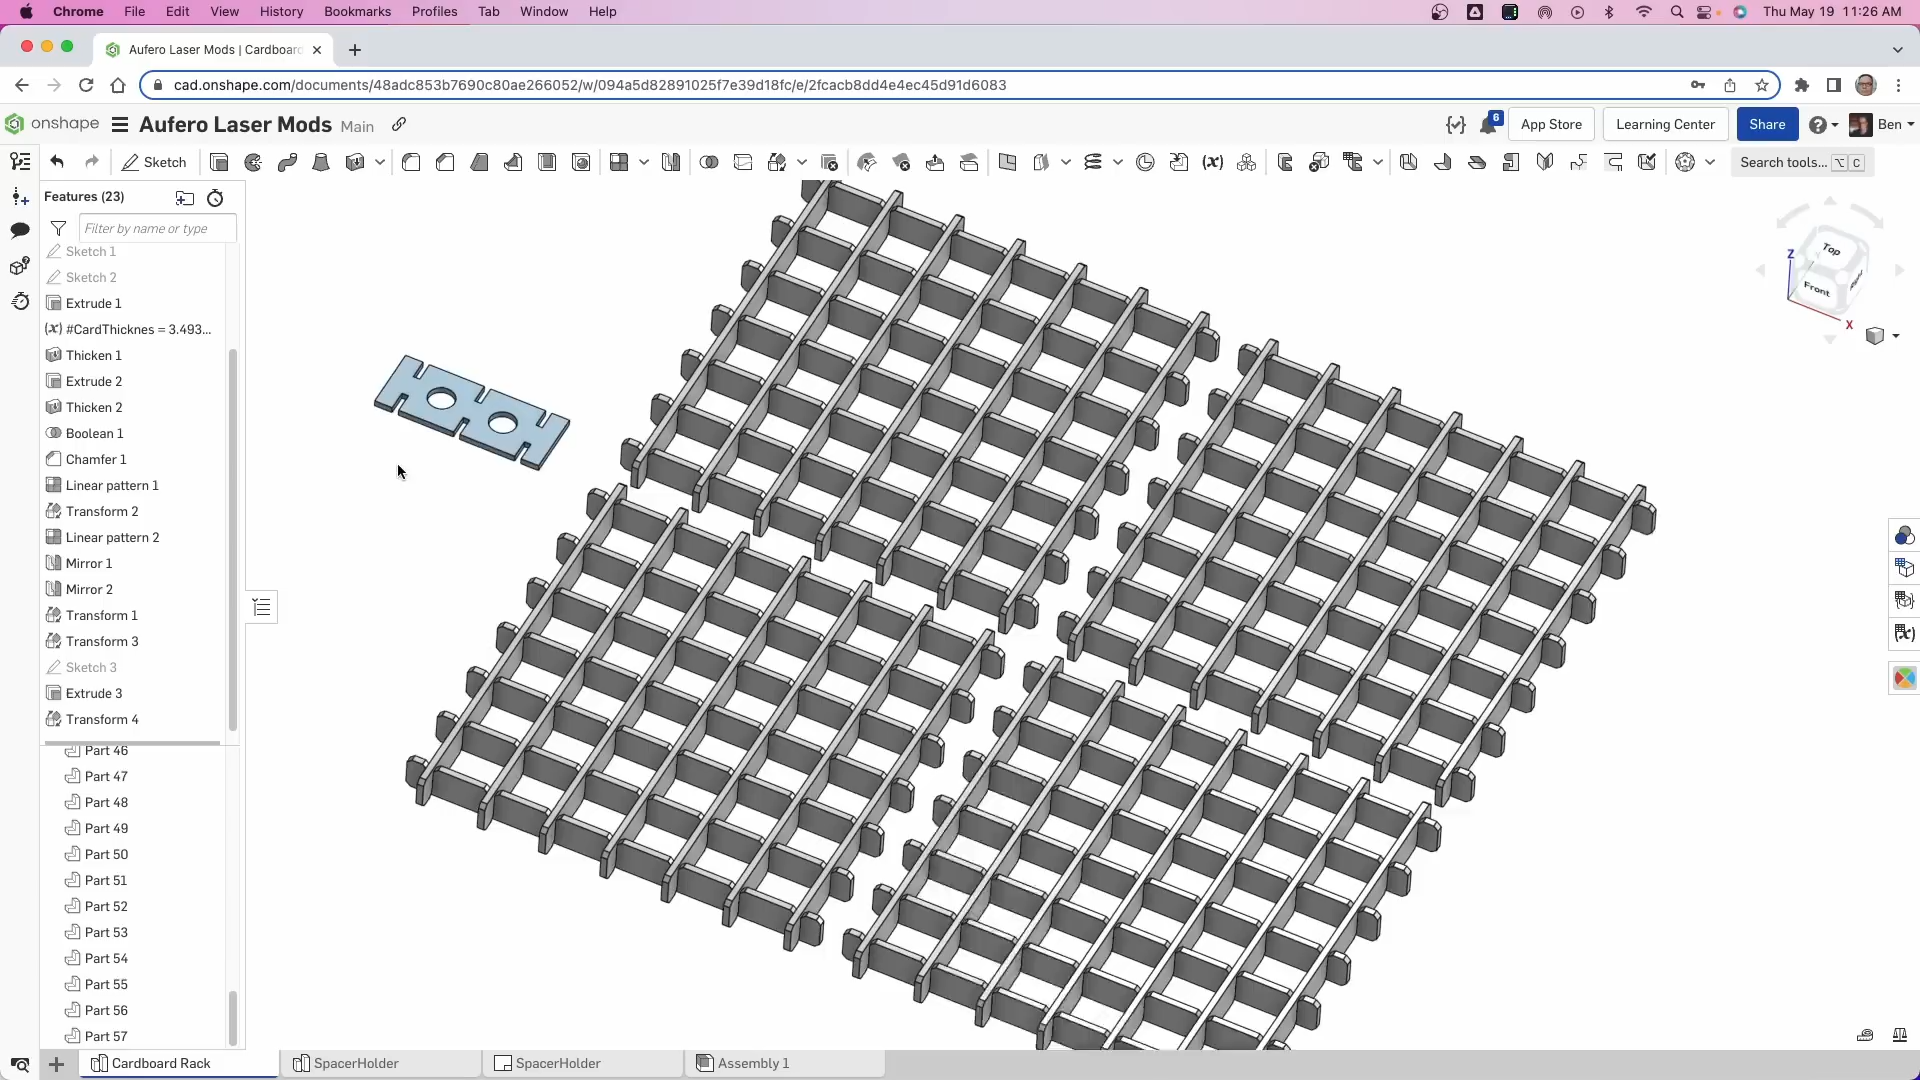 Chrome File Edit View History Bookmarks Profiles Tab Window Help Thu May 19 11:26 AM
Aufero Laser Mods | Cardboard
cad.onshape.com/documents/48adc853b7690c80ae266052/w/094a5d82891025f7e39d18fc/e/2fcacb8dd4e4ec45d91d6083
onshape Aufero Laser Mods Main 6 App Store Learning Center Share Ben
Sketch (x) Search tools... ⌥ C
Features (23)
Filter by name or type
Sketch 1
Sketch 2
Extrude 1
(x) #CardThicknes = 3.493...
Thicken 1
Extrude 2
Thicken 2
Boolean 1
Chamfer 1
Linear pattern 1
Transform 2
Linear pattern 2
Mirror 1
Mirror 2
Transform 1
Transform 3
Sketch 3
Extrude 3
Transform 4
Part 46
Part 47
Part 48
Part 49
Part 50
Part 51
Part 52
Part 53
Part 54
Part 55
Part 56
Part 57
Top
Z
Front
X
(x)
Cardboard Rack SpacerHolder SpacerHolder Assembly 1